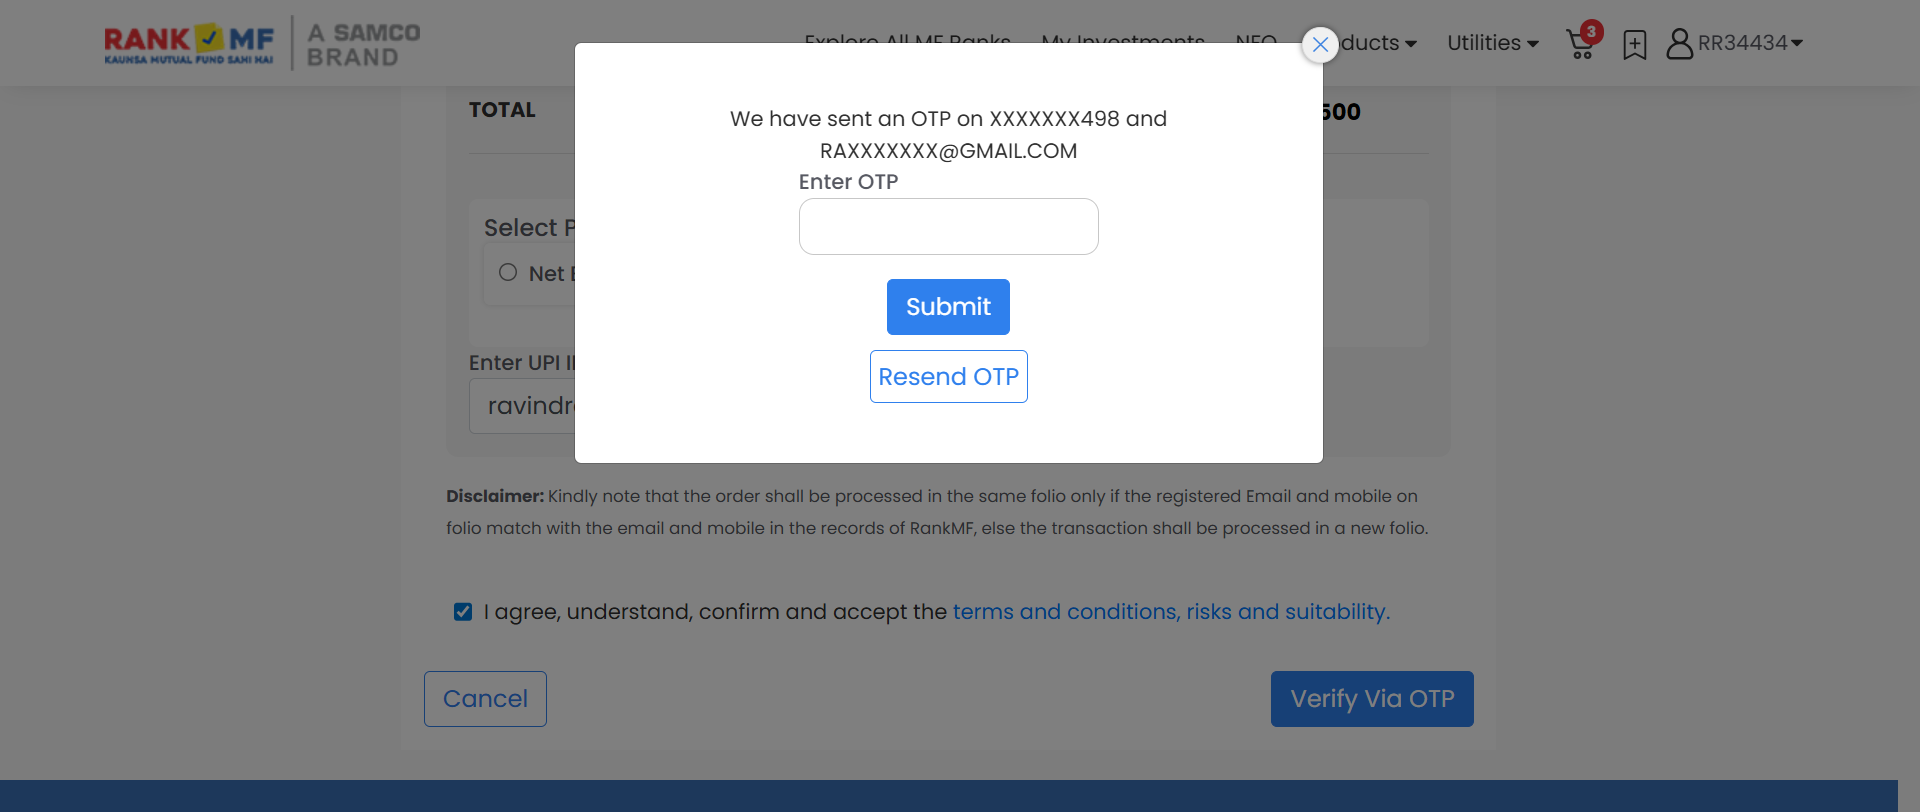 RANK MF
KAUNSA MUTUAL FUND SAHI HAI
A SAMCO
BRAND
Explore All MF Ranks
My Investments
NFO
ducts
Utilities
3
RR34434
TOTAL
500
We have sent an OTP on XXXXXXX498 and
RAXXXXXXX@GMAIL.COM
Enter OTP
Submit
Resend OTP
Select P
Net
Enter UPI I
ravindr
Disclaimer: Kindly note that the order shall be processed in the same folio only if the registered Email and mobile on
folio match with the email and mobile in the records of RankMF, else the transaction shall be processed in a new folio.
I agree, understand, confirm and accept the terms and conditions, risks and suitability.
Cancel
Verify Via OTP